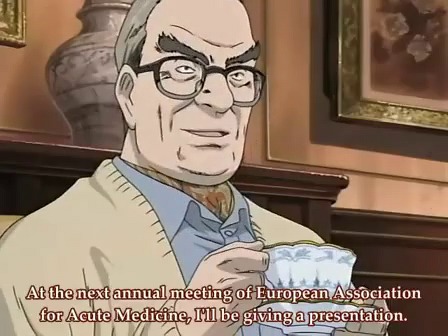 At the next annual meeting of European Association
for Acute Medicine, I'll be giving a presentation.